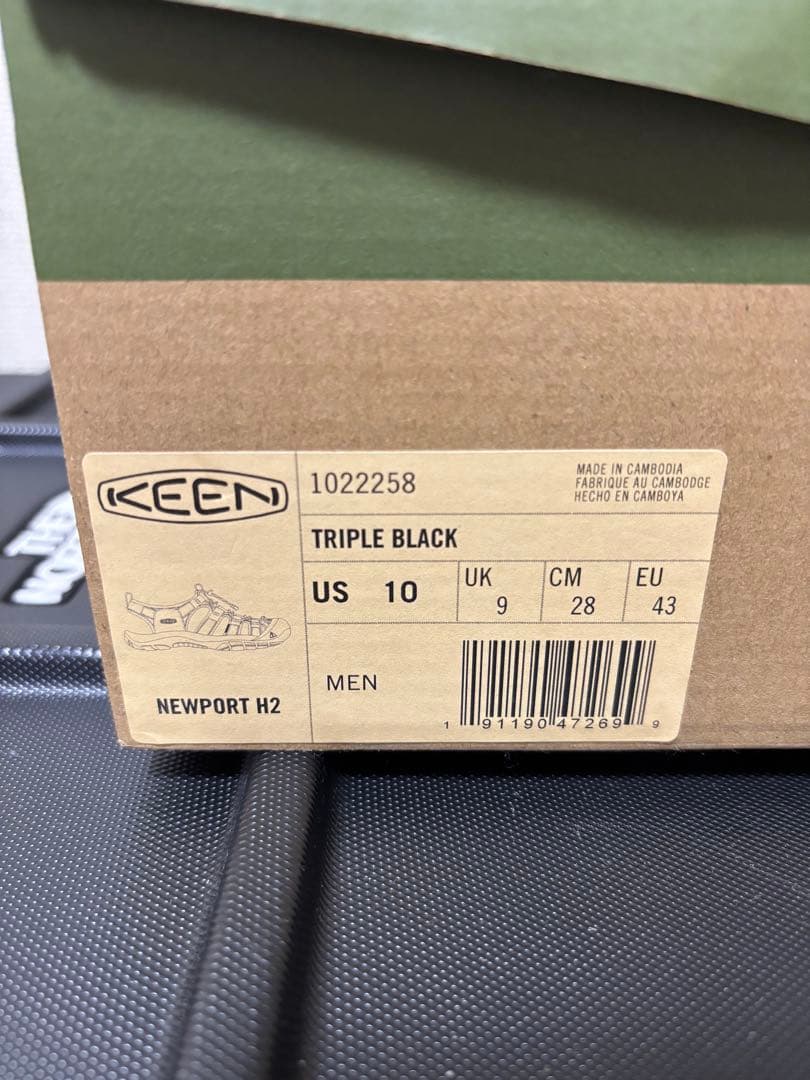 KEEN
1022258
MADE IN CAMBODIA
FABRIQUE AU CAMBODGE
HECHO EN CAMBOYA
TRIPLE BLACK
US 10
UK 9
CM 28
EU 43
MEN
NEWPORT H2
1 91190 47269 9
THE